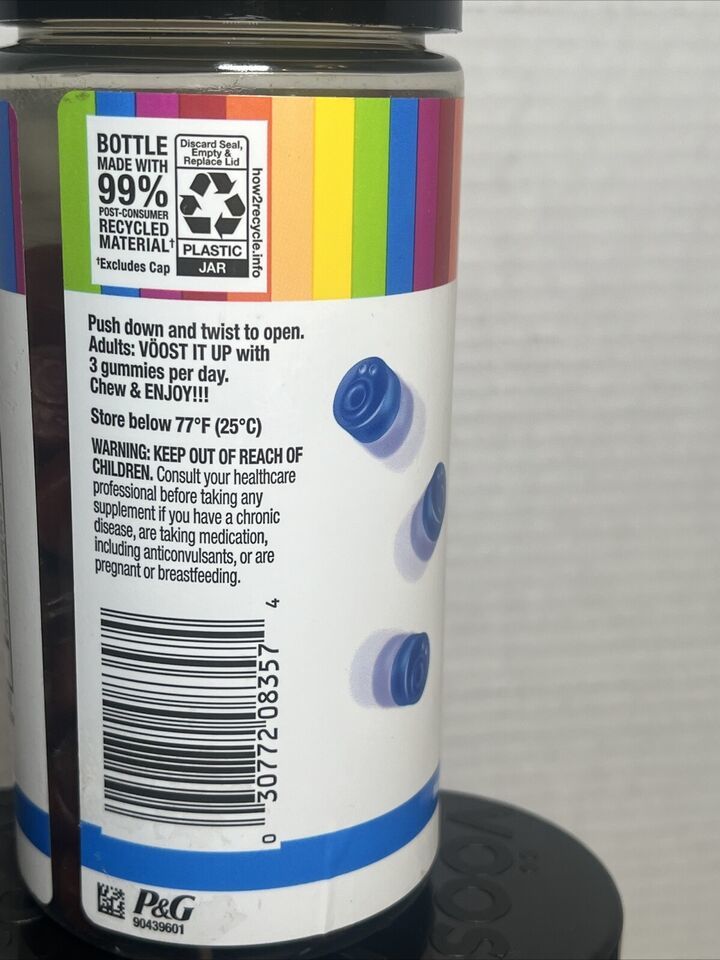 BOTTLE
MADE WITH
99%
POST-CONSUMER
RECYCLED
MATERIAL†
†Excludes Cap
Discard Seal,
Empty &
Replace Lid
PLASTIC
JAR
how2recycle.info
Push down and twist to open.
Adults: VÖOST IT UP with
3 gummies per day.
Chew & ENJOY!!!
Store below 77°F (25°C)
WARNING: KEEP OUT OF REACH OF
CHILDREN. Consult your healthcare
professional before taking any
supplement if you have a chronic
disease, are taking medication,
including anticonvulsants, or are
pregnant or breastfeeding.
0 30772 08357 4
P&G
90439601